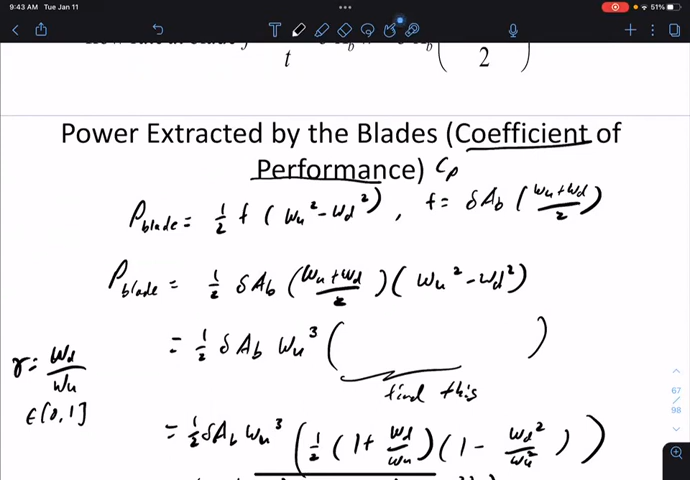 9:43 AM Tue Jan 11
51%
t
2
Power Extracted by the Blades (Coefficient of
Performance) Cp
P_blade = 1/2 f (Wu² - Wd²), f = δAb (Wu+Wd/2)
P_blade = 1/2 δAb (Wu+Wd/2)(Wu² - Wd²)
= 1/2 δAb Wu³ ( )
find this
γ = Wd/Wu
∈[0,1]
= 1/2 δAb Wu³ (1/2 (1+ Wd/Wu)(1 - Wd²/Wu²))
67
/
98